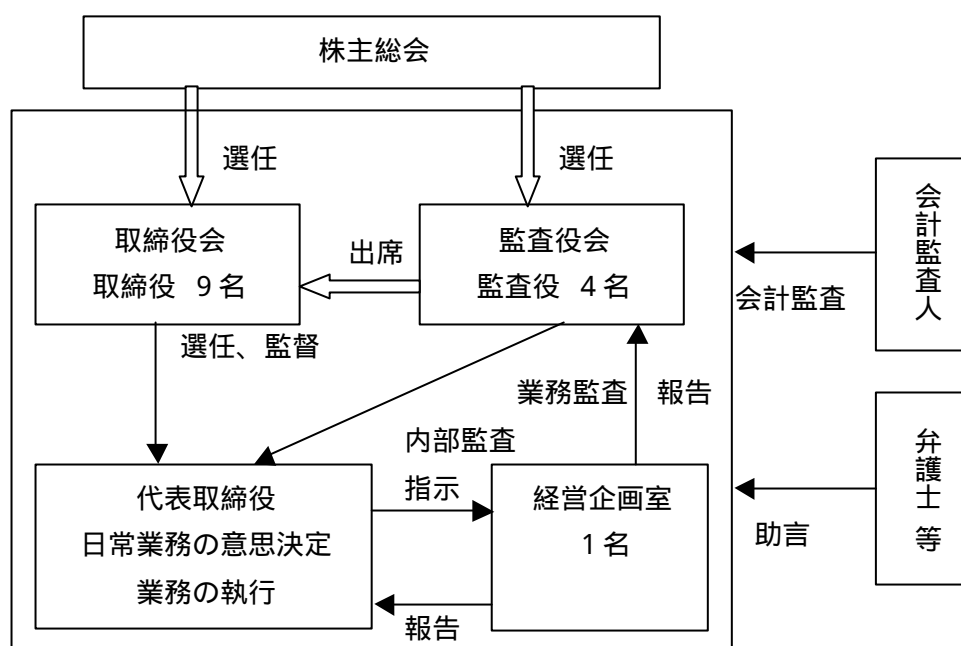 株主総会
選任
選任
取締役会
取締役 9名
出席
監査役会
監査役 4名
会計監査人
会計監査
選任、監督
業務監査
報告
内部監査
指示
代表取締役
日常業務の意思決定
業務の執行
経営企画室
1名
報告
弁護士 等
助言